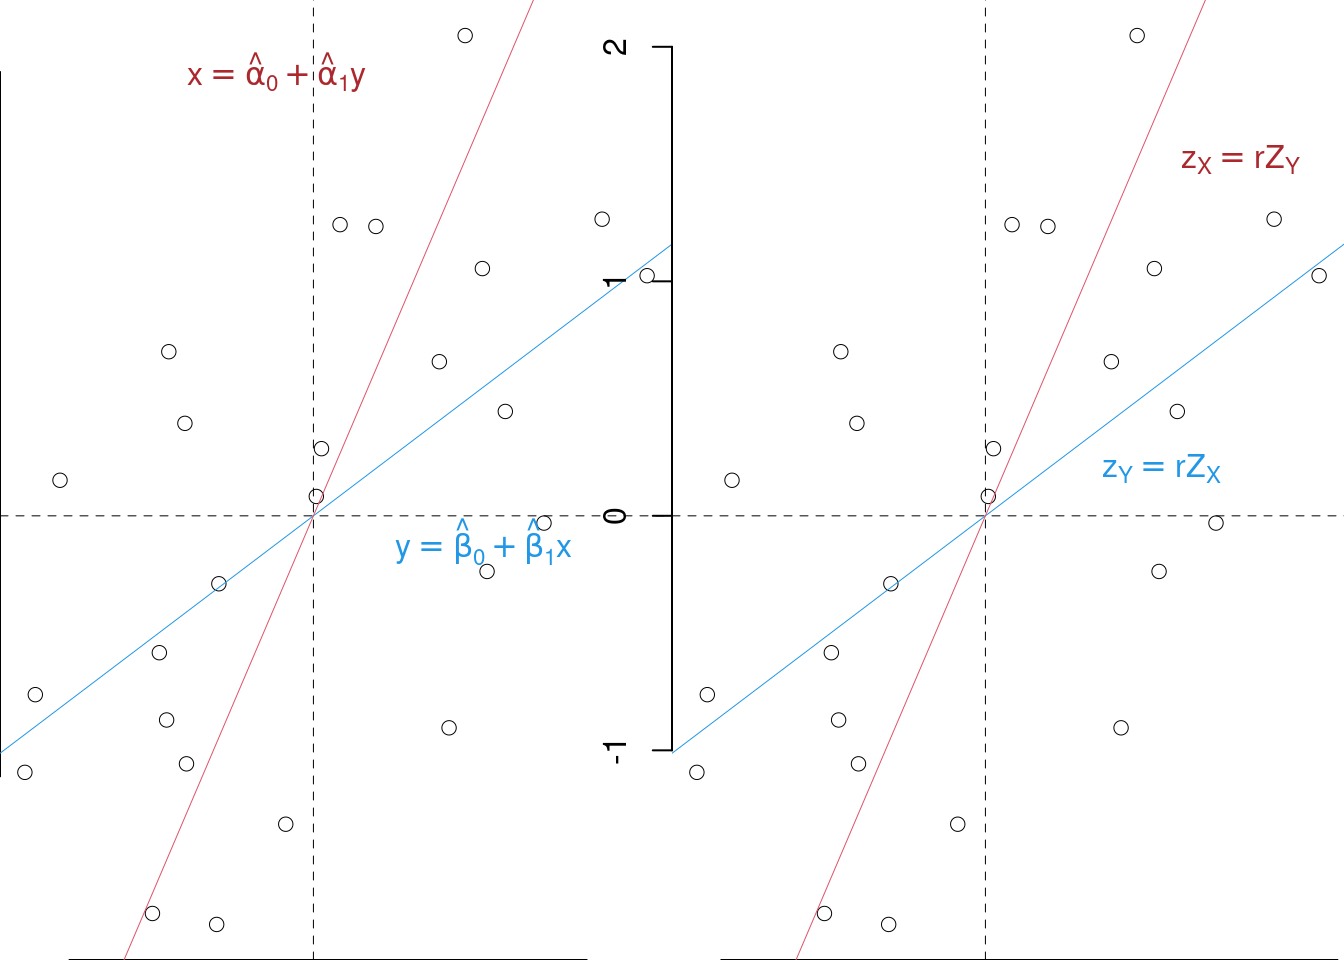 x = α̂₀ + α̂₁y
y = β̂₀ + β̂₁x
2
1
0
-1
z_X = rZ_Y
z_Y = rZ_X